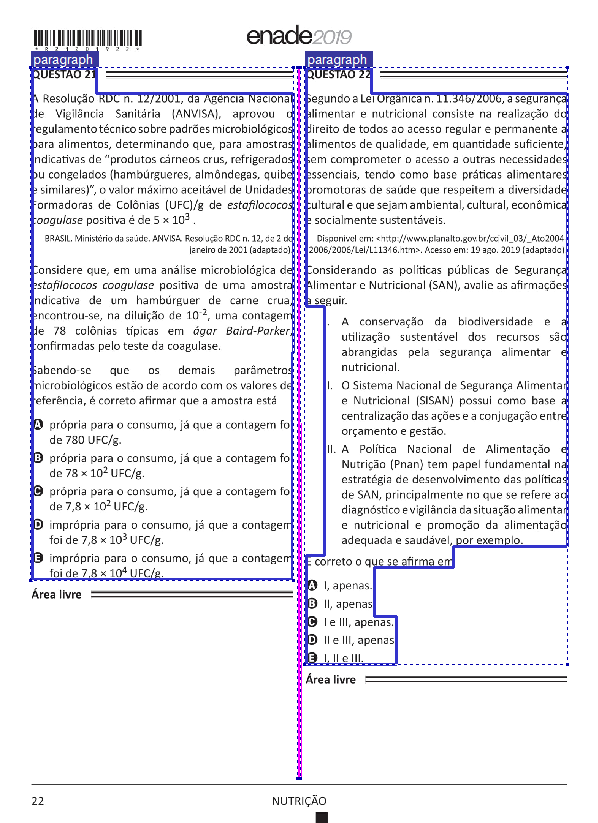 enade2019
paragraph
QUESTÃO 21
A Resolução RDC n. 12/2001, da Agência Nacional
de Vigilância Sanitária (ANVISA), aprovou o
regulamento técnico sobre padrões microbiológicos
para alimentos, determinando que, para amostras
indicativas de "produtos cárneos crus, refrigerados
ou congelados (hambúrgueres, almôndegas, quibe
e similares)", o valor máximo aceitável de Unidades
Formadoras de Colônias (UFC)/g de estafilococos
coagulase positiva é de 5 × 10³ .
BRASIL. Ministério da saúde. ANVISA. Resolução RDC n. 12, de 2 de
janeiro de 2001 (adaptado).
Considere que, em uma análise microbiológica de
estafilococos coagulase positiva de uma amostra
indicativa de um hambúrguer de carne crua,
encontrou-se, na diluição de 10⁻², uma contagem
de 78 colônias típicas em ágar Baird-Parker,
confirmadas pelo teste da coagulase.
Sabendo-se que os demais parâmetros
microbiológicos estão de acordo com os valores de
referência, é correto afirmar que a amostra está
A própria para o consumo, já que a contagem foi
de 780 UFC/g.
B própria para o consumo, já que a contagem foi
de 78 × 10² UFC/g.
C própria para o consumo, já que a contagem foi
de 7,8 × 10² UFC/g.
D imprópria para o consumo, já que a contagem
foi de 7,8 × 10³ UFC/g.
E imprópria para o consumo, já que a contagem
foi de 7,8 × 10⁴ UFC/g.
Área livre
paragraph
QUESTÃO 22
Segundo a Lei Orgânica n. 11.346/2006, a segurança
alimentar e nutricional consiste na realização do
direito de todos ao acesso regular e permanente a
alimentos de qualidade, em quantidade suficiente,
sem comprometer o acesso a outras necessidades
essenciais, tendo como base práticas alimentares
promotoras de saúde que respeitem a diversidade
cultural e que sejam ambiental, cultural, econômica
e socialmente sustentáveis.
Disponível em: <http://www.planalto.gov.br/ccivil_03/_Ato2004-
2006/2006/Lei/L11346.htm>. Acesso em: 19 ago. 2019 (adaptado).
Considerando as políticas públicas de Segurança
Alimentar e Nutricional (SAN), avalie as afirmações
a seguir.
I. A conservação da biodiversidade e a
utilização sustentável dos recursos são
abrangidas pela segurança alimentar e
nutricional.
II. O Sistema Nacional de Segurança Alimentar
e Nutricional (SISAN) possui como base a
centralização das ações e a conjugação entre
orçamento e gestão.
III. A Política Nacional de Alimentação e
Nutrição (Pnan) tem papel fundamental na
estratégia de desenvolvimento das políticas
de SAN, principalmente no que se refere ao
diagnóstico e vigilância da situação alimentar
e nutricional e promoção da alimentação
adequada e saudável, por exemplo.
É correto o que se afirma em
A I, apenas.
B II, apenas.
C I e III, apenas.
D II e III, apenas.
E I, II e III.
Área livre
22
NUTRIÇÃO